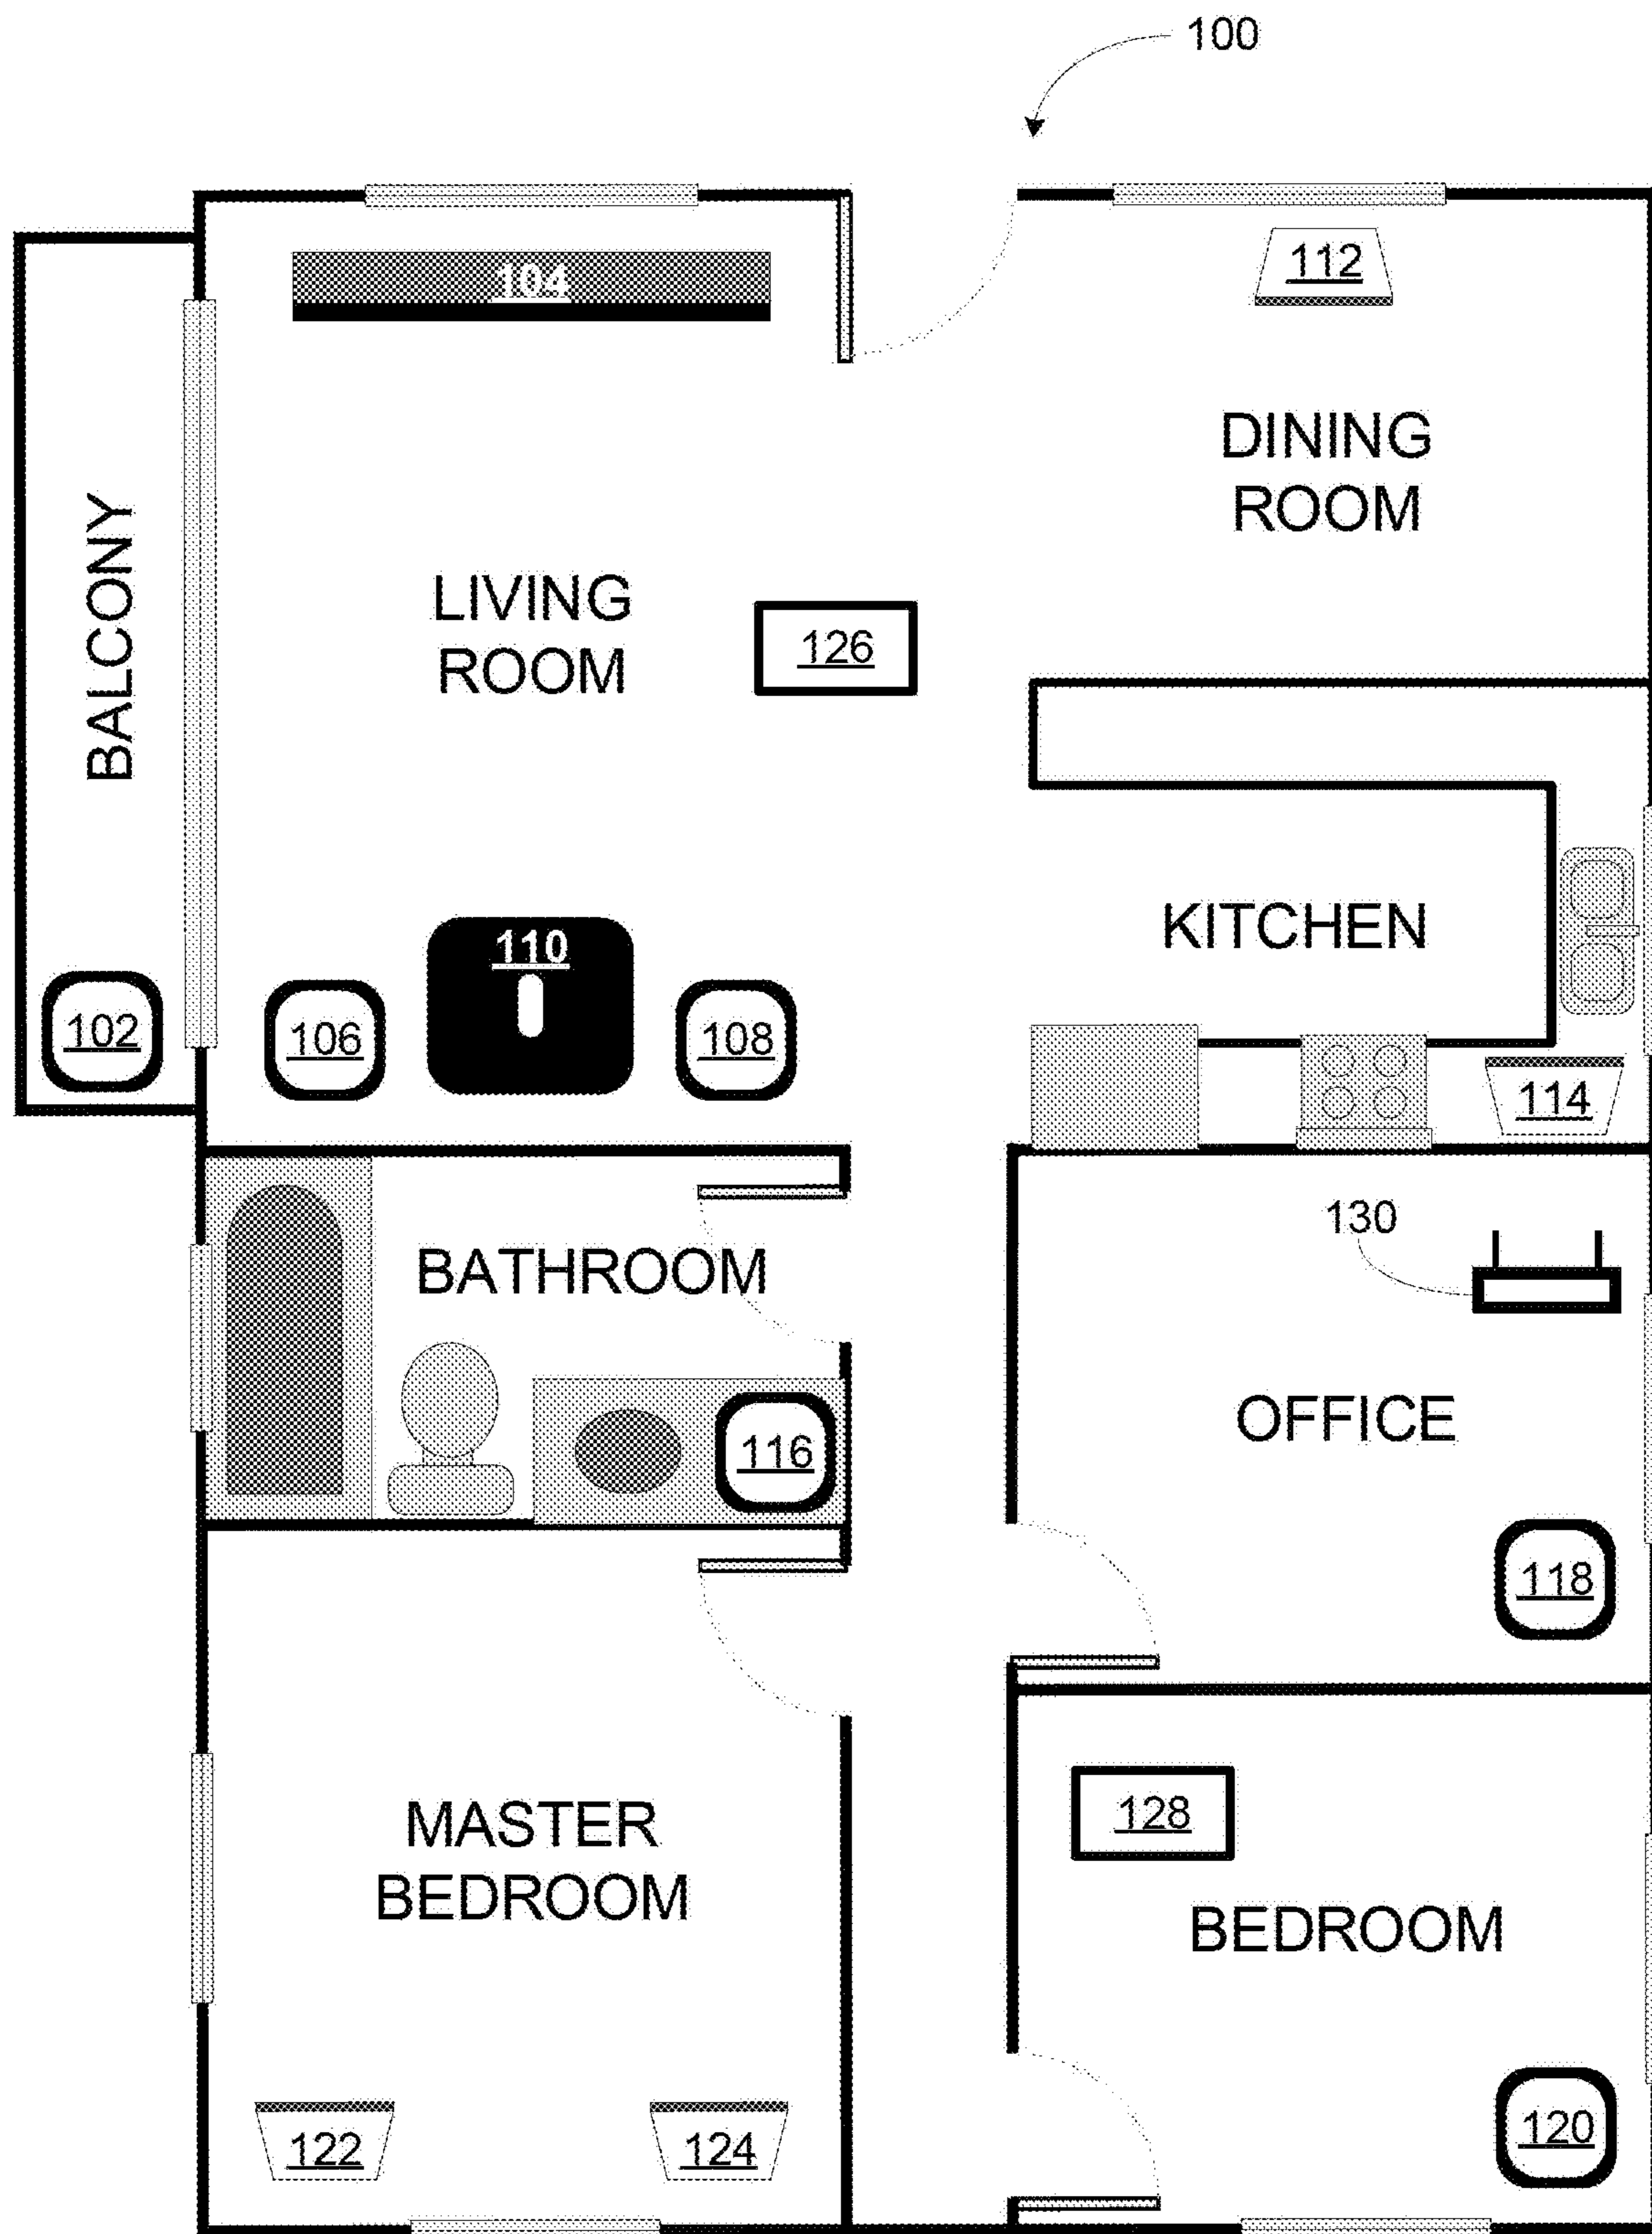 100
104
112
DINING
ROOM
BALCONY
LIVING
ROOM
126
KITCHEN
110
102
106
108
114
130
BATHROOM
OFFICE
116
118
MASTER
BEDROOM
128
BEDROOM
122
124
120